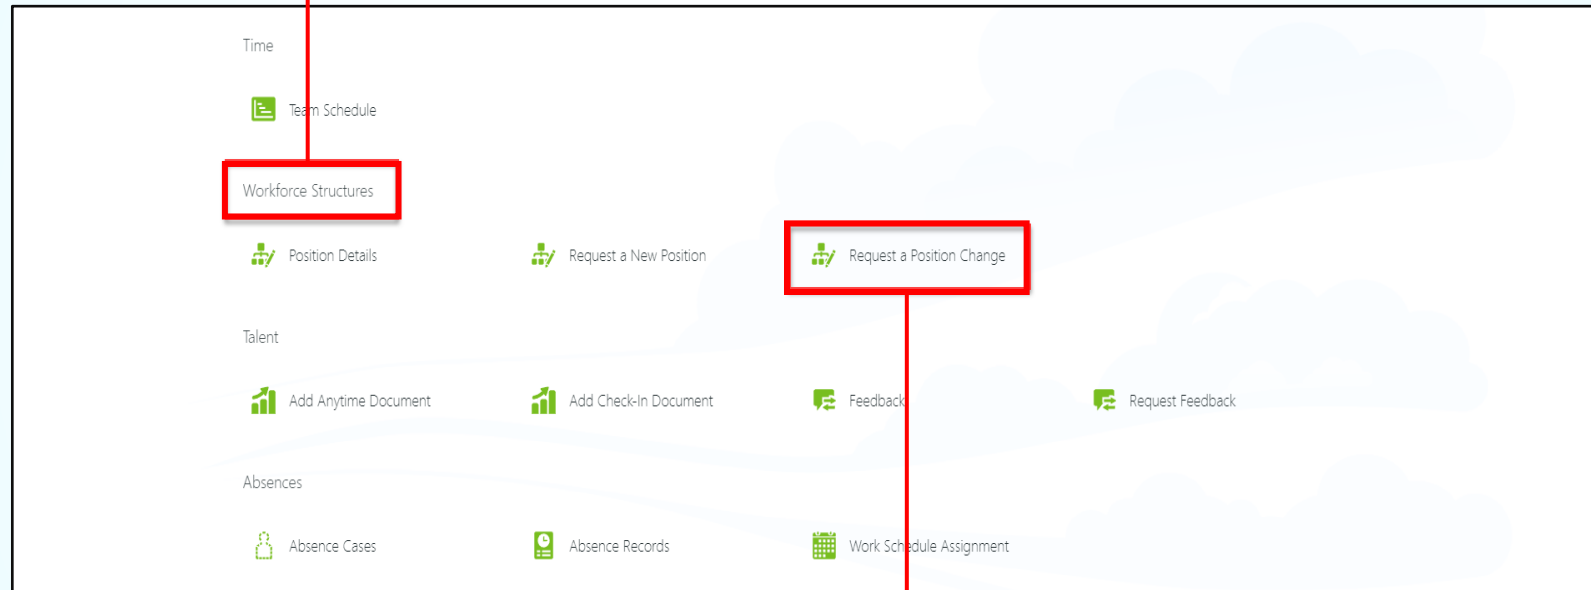 Time
Team Schedule
Workforce Structures
Position Details
Request a New Position
Request a Position Change
Talent
Add Anytime Document
Add Check-In Document
Feedback
Request Feedback
Absences
Absence Cases
Absence Records
Work Schedule Assignment